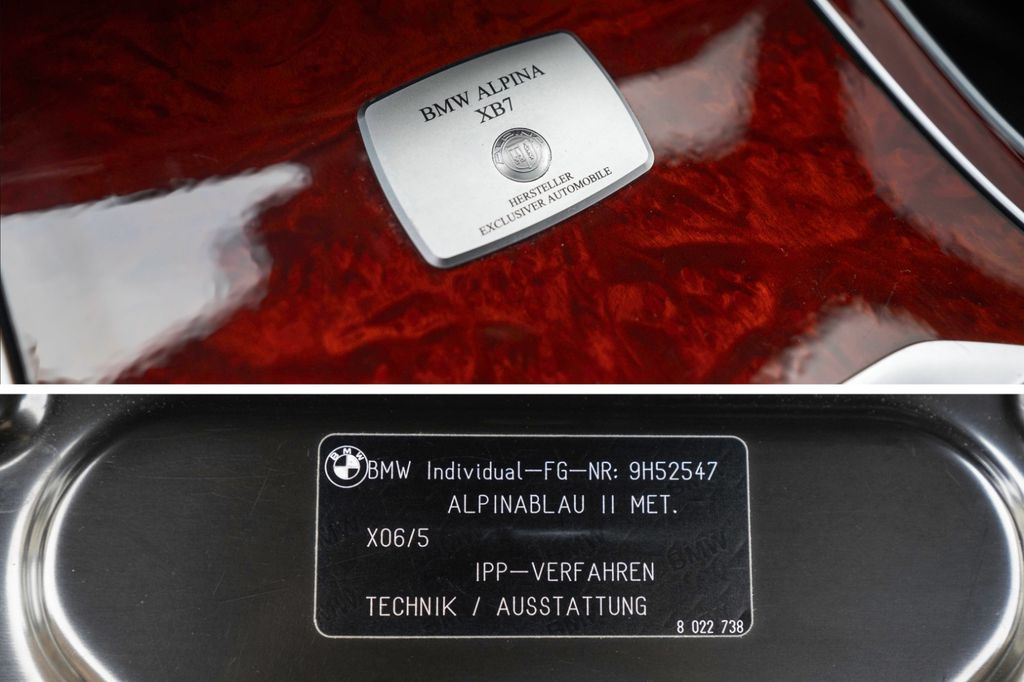 BMW ALPINA
XB7
HERSTELLER
EXCLUSIVER AUTOMOBILE
BMW
BMW Individual-FG-NR: 9H52547
ALPINABLAU II MET.
X06/5
IPP-VERFAHREN
TECHNIK / AUSSTATTUNG
8 022 738